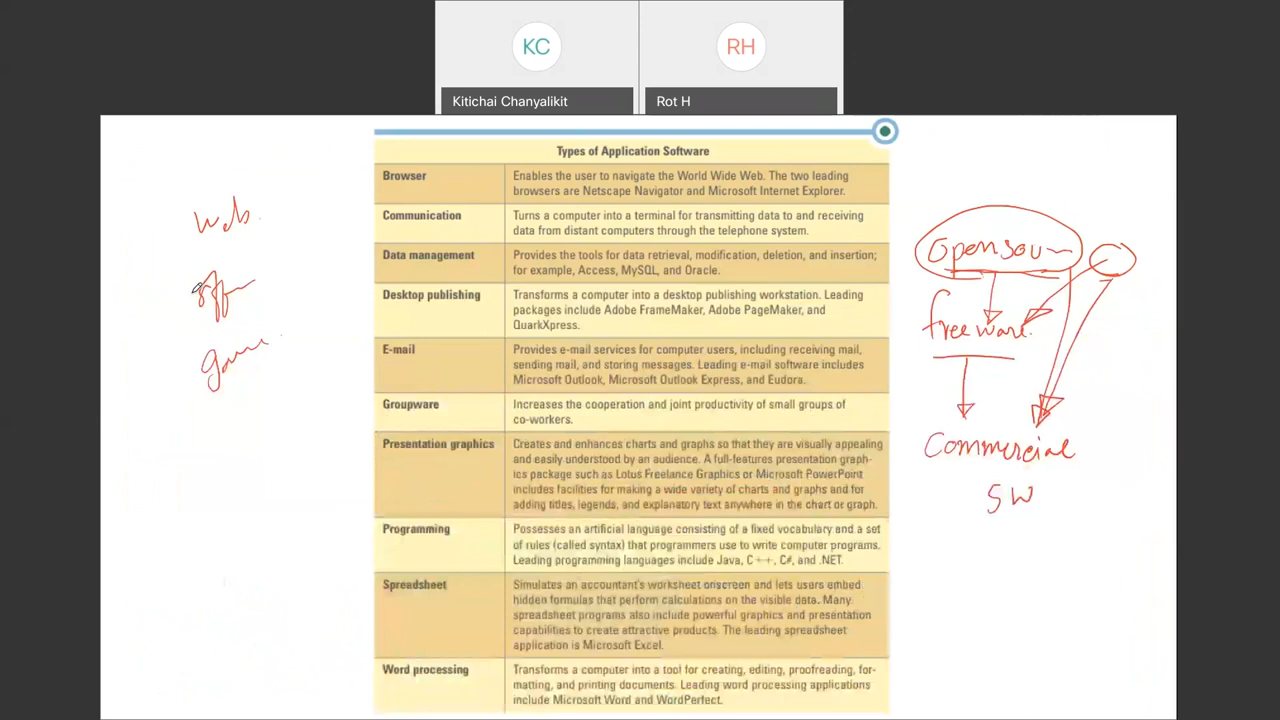 KC
RH
Kitichai Chanyalikit
Rot H
Types of Application Software
Browser
Enables the user to navigate the World Wide Web. The two leading
browsers are Netscape Navigator and Microsoft Internet Explorer.
Communication
Turns a computer into a terminal for transmitting data to and receiving
data from distant computers through the telephone system.
Data management
Provides the tools for data retrieval, modification, deletion, and insertion;
for example, Access, MySQL, and Oracle.
Desktop publishing
Transforms a computer into a desktop publishing workstation. Leading
packages include Adobe FrameMaker, Adobe PageMaker, and
QuarkXpress.
E-mail
Provides e-mail services for computer users, including receiving mail,
sending mail, and storing messages. Leading e-mail software includes
Microsoft Outlook, Microsoft Outlook Express, and Eudora.
Groupware
Increases the cooperation and joint productivity of small groups of
co-workers.
Presentation graphics
Creates and enhances charts and graphs so that they are visually appealing
and easily understood by an audience. A full-features presentation graph-
ics package such as Lotus Freelance Graphics or Microsoft PowerPoint
includes facilities for making a wide variety of charts and graphs and for
adding titles, legends, and explanatory text anywhere in the chart or graph.
Programming
Possesses an artificial language consisting of a fixed vocabulary and a set
of rules (called syntax) that programmers use to write computer programs.
Leading programming languages include Java, C++, C#, and .NET.
Spreadsheet
Simulates an accountant's worksheet onscreen and lets users embed
hidden formulas that perform calculations on the visible data. Many
spreadsheet programs also include powerful graphics and presentation
capabilities to create attractive products. The leading spreadsheet
application is Microsoft Excel.
Word processing
Transforms a computer into a tool for creating, editing, proofreading, for-
matting, and printing documents. Leading word processing applications
include Microsoft Word and WordPerfect.
Web
freeware
Commercial
SW